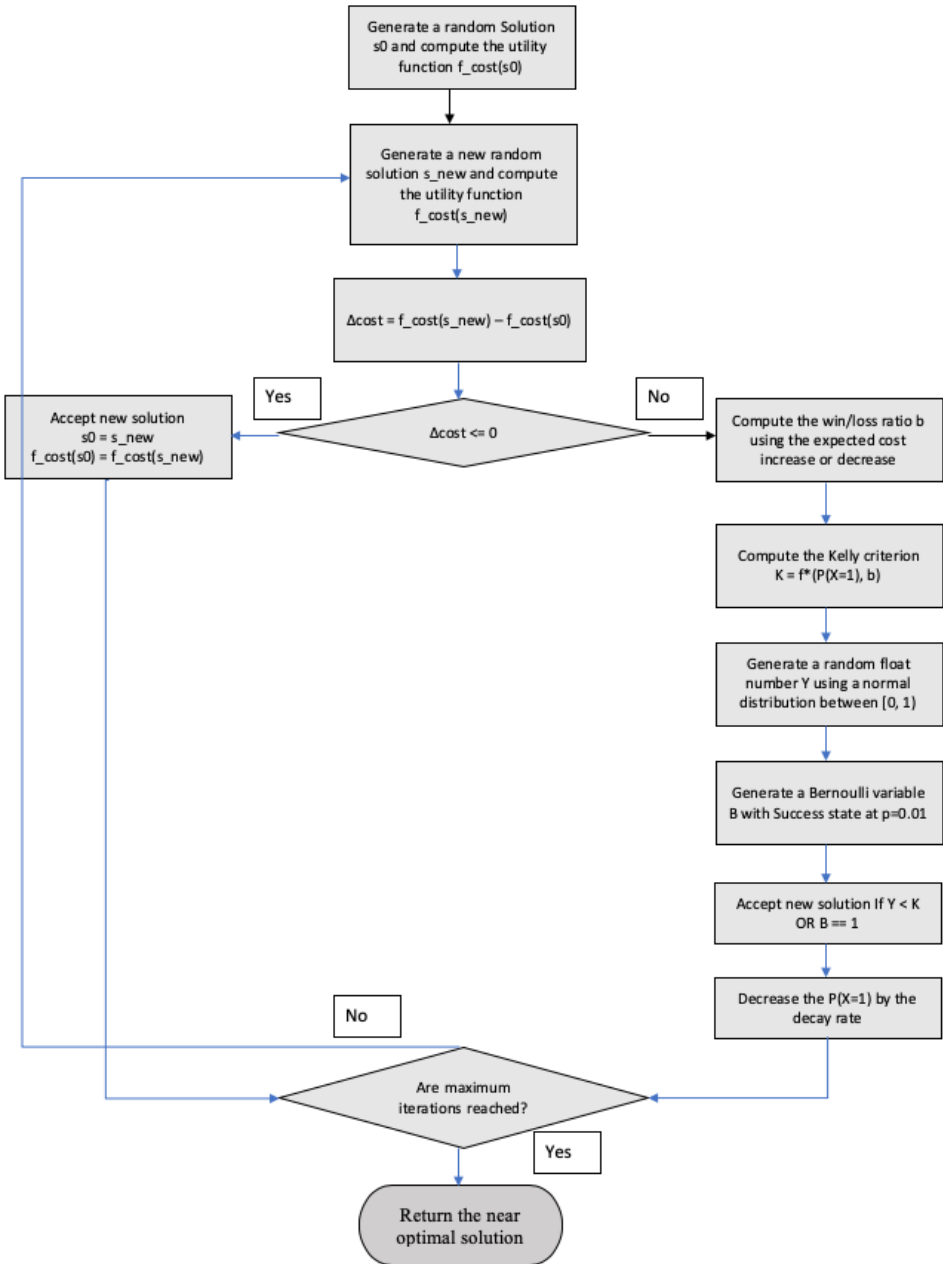 Generate a random Solution
s0 and compute the utility
function f_cost(s0)
Generate a new random
solution s_new and compute
the utility function
f_cost(s_new)
Δcost = f_cost(s_new) – f_cost(s0)
Yes
No
Accept new solution
s0 = s_new
f_cost(s0) = f_cost(s_new)
Δcost <= 0
Compute the win/loss ratio b
using the expected cost
increase or decrease
Compute the Kelly criterion
K = f*(P(X=1), b)
Generate a random float
number Y using a normal
distribution between [0, 1)
Generate a Bernoulli variable
B with Success state at p=0.01
Accept new solution If Y < K
OR B == 1
Decrease the P(X=1) by the
decay rate
No
Are maximum
iterations reached?
Yes
Return the near
optimal solution